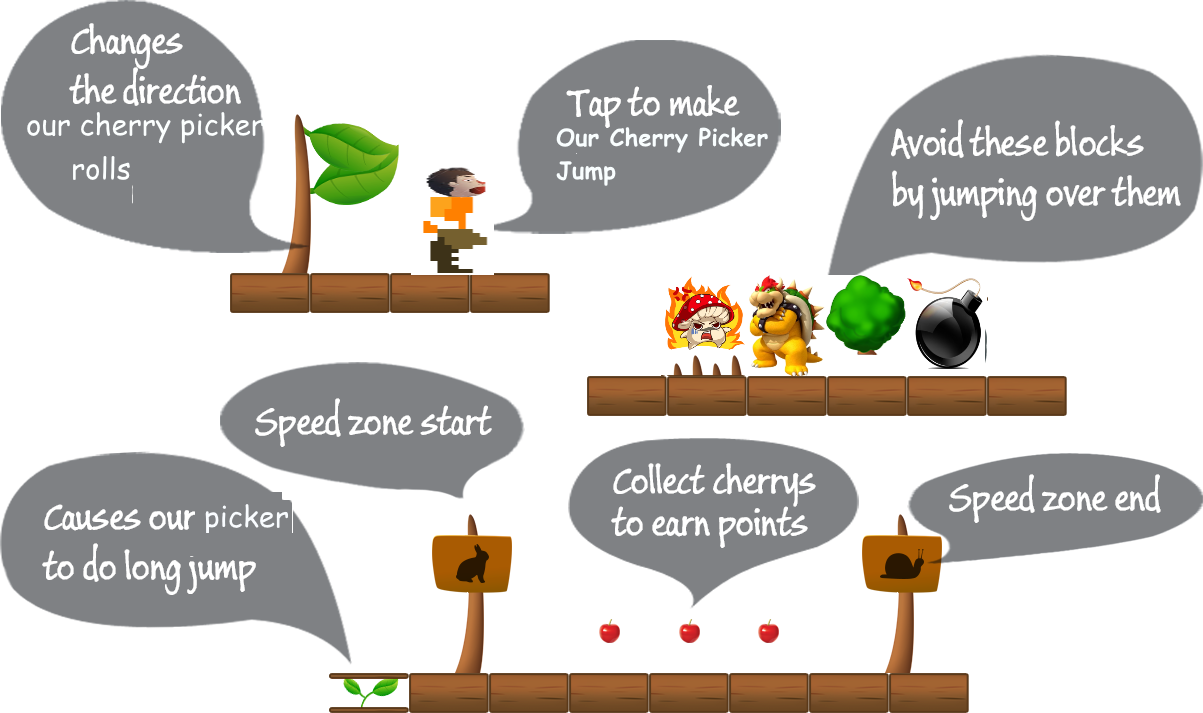 Changes
the direction
our cherry picker
rolls
Tap to make
Our Cherry Picker
Jump
Avoid these blocks
by jumping over them
Speed zone start
Causes our picker
to do long jump
Collect cherrys
to earn points
Speed zone end